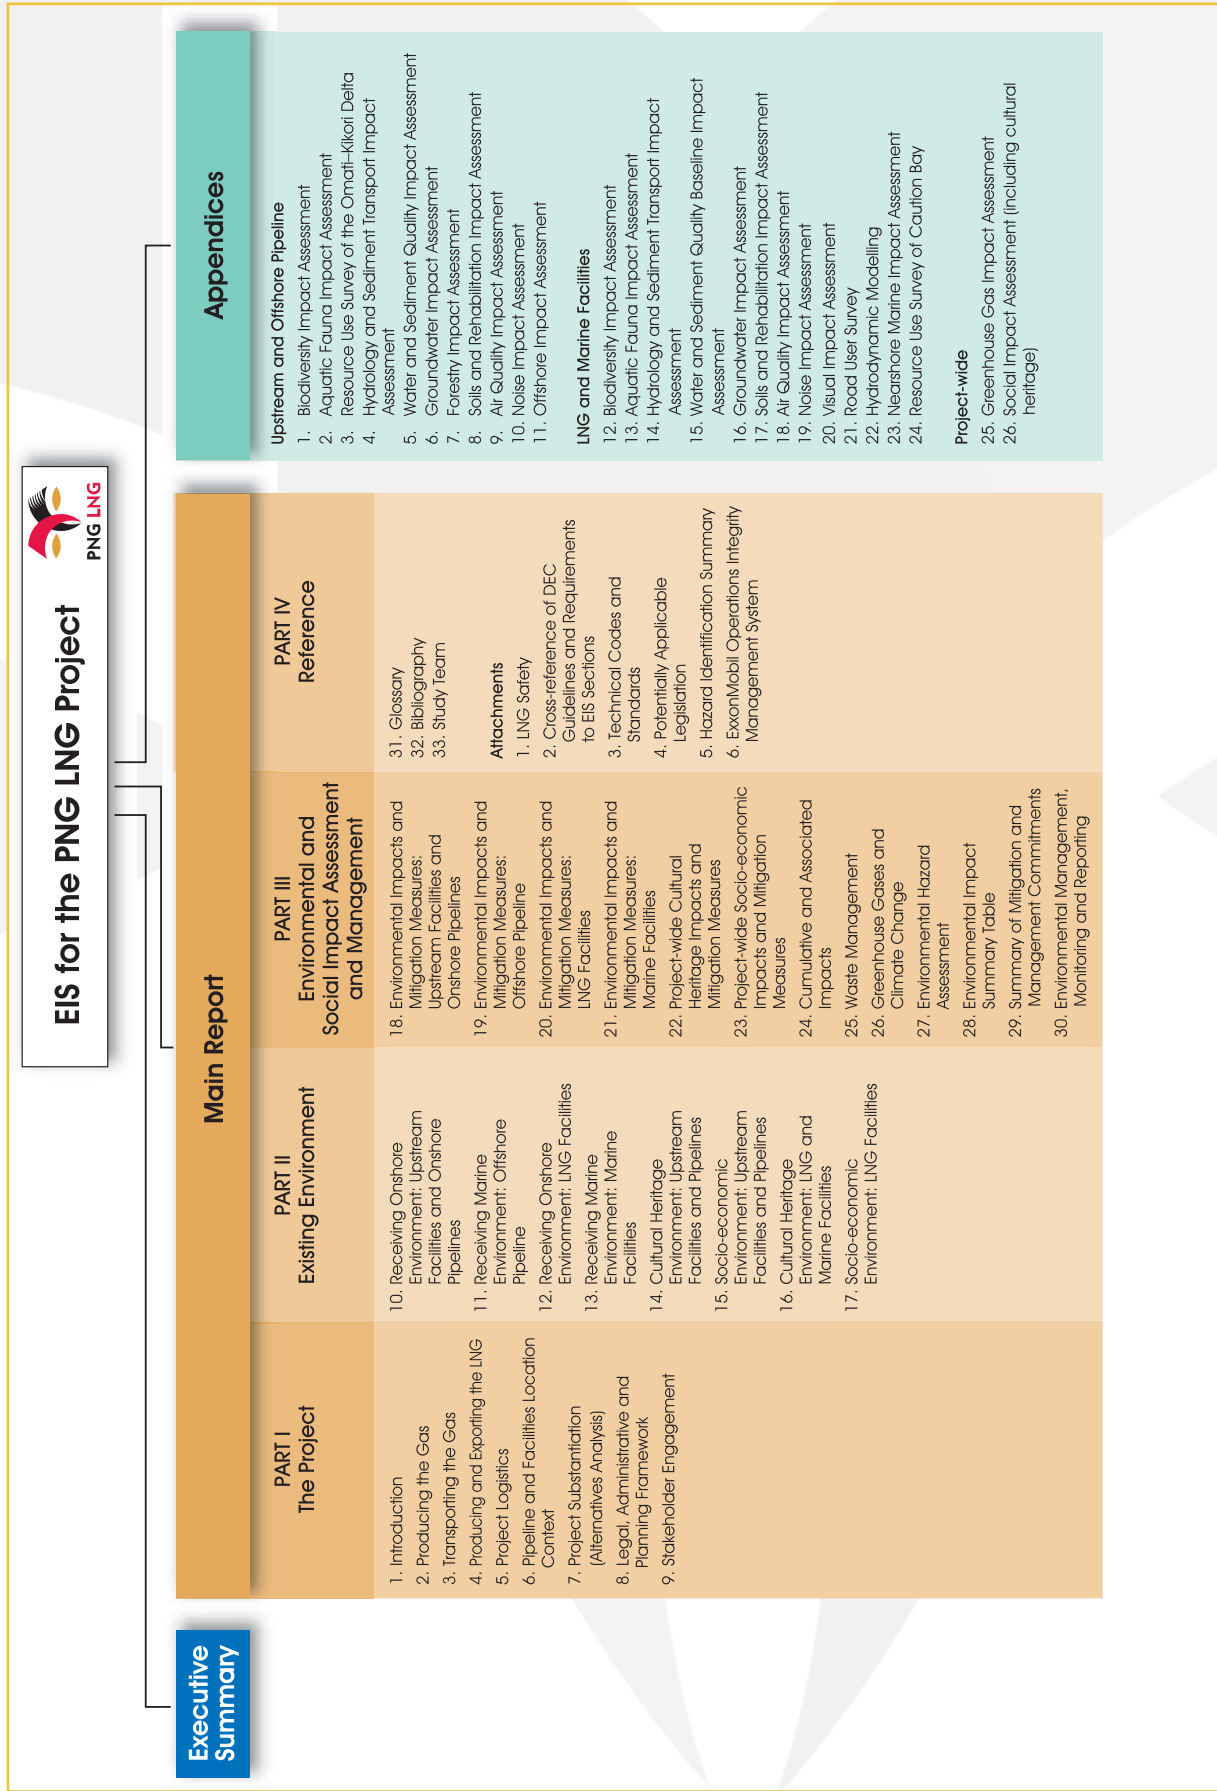 EIS for the PNG LNG Project
PNG LNG
Executive
Summary
Main Report
PART I
The Project
1. Introduction
2. Producing the Gas
3. Transporting the Gas
4. Producing and Exporting the LNG
5. Project Logistics
6. Pipeline and Facilities Location
Context
7. Project Substantiation
(Alternatives Analysis)
8. Legal, Administrative and
Planning Framework
9. Stakeholder Engagement
PART II
Existing Environment
10. Receiving Onshore
Environment: Upstream
Facilities and Onshore
Pipelines
11. Receiving Marine
Environment: Offshore
Pipeline
12. Receiving Onshore
Environment: LNG Facilities
13. Receiving Marine
Environment: Marine
Facilities
14. Cultural Heritage
Environment: Upstream
Facilities and Pipelines
15. Socio-economic
Environment: Upstream
Facilities and Pipelines
16. Cultural Heritage
Environment: LNG and
Marine Facilities
17. Socio-economic
Environment: LNG Facilities
PART III
Environmental and
Social Impact Assessment
and Management
18. Environmental Impacts and
Mitigation Measures:
Upstream Facilities and
Onshore Pipelines
19. Environmental Impacts and
Mitigation Measures:
Offshore Pipeline
20. Environmental Impacts and
Mitigation Measures:
LNG Facilities
21. Environmental Impacts and
Mitigation Measures:
Marine Facilities
22. Project-wide Cultural
Heritage Impacts and
Mitigation Measures
23. Project-wide Socio-economic
Impacts and Mitigation
Measures
24. Cumulative and Associated
Impacts
25. Waste Management
26. Greenhouse Gases and
Climate Change
27. Environmental Hazard
Assessment
28. Environmental Impact
Summary Table
29. Summary of Mitigation and
Management Commitments
30. Environmental Management,
Monitoring and Reporting
PART IV
Reference
31. Glossary
32. Bibliography
33. Study Team
Attachments
1. LNG Safety
2. Cross-reference of DEC
Guidelines and Requirements
to EIS Sections
3. Technical Codes and
Standards
4. Potentially Applicable
Legislation
5. Hazard Identification Summary
6. ExxonMobil Operations Integrity
Management System
Appendices
Upstream and Offshore Pipeline
1. Biodiversity Impact Assessment
2. Aquatic Fauna Impact Assessment
3. Resource Use Survey of the Omati–Kikori Delta
4. Hydrology and Sediment Transport Impact
Assessment
5. Water and Sediment Quality Impact Assessment
6. Groundwater Impact Assessment
7. Forestry Impact Assessment
8. Soils and Rehabilitation Impact Assessment
9. Air Quality Impact Assessment
10. Noise Impact Assessment
11. Offshore Impact Assessment
LNG and Marine Facilities
12. Biodiversity Impact Assessment
13. Aquatic Fauna Impact Assessment
14. Hydrology and Sediment Transport Impact
Assessment
15. Water and Sediment Quality Baseline Impact
Assessment
16. Groundwater Impact Assessment
17. Soils and Rehabilitation Impact Assessment
18. Air Quality Impact Assessment
19. Noise Impact Assessment
20. Visual Impact Assessment
21. Road User Survey
22. Hydrodynamic Modelling
23. Nearshore Marine Impact Assessment
24. Resource Use Survey of Caution Bay
Project-wide
25. Greenhouse Gas Impact Assessment
26. Social Impact Assessment (including cultural
heritage)